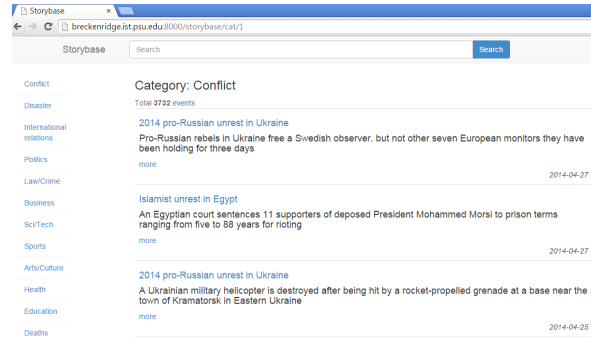 Storybase
breckenridge.ist.psu.edu:8000/storybase/cat/1
Storybase
Search
Search
Conflict
Disaster
International
relations
Politics
Law/Crime
Business
Sci/Tech
Sports
Arts/Culture
Health
Education
Deaths
Category: Conflict
Total 3732 events
2014 pro-Russian unrest in Ukraine
Pro-Russian rebels in Ukraine free a Swedish observer, but not other seven European monitors they have
been holding for three days
more
2014-04-27
Islamist unrest in Egypt
An Egyptian court sentences 11 supporters of deposed President Mohammed Morsi to prison terms
ranging from five to 88 years for rioting
more
2014-04-27
2014 pro-Russian unrest in Ukraine
A Ukrainian military helicopter is destroyed after being hit by a rocket-propelled grenade at a base near the
town of Kramatorsk in Eastern Ukraine
more
2014-04-25